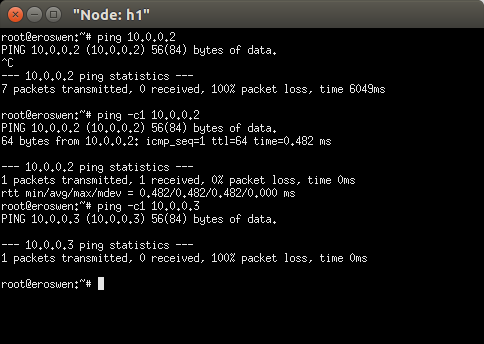 "Node: h1"
root@eroswen:~# ping 10.0.0.2
PING 10.0.0.2 (10.0.0.2) 56(84) bytes of data.
^C
--- 10.0.0.2 ping statistics ---
7 packets transmitted, 0 received, 100% packet loss, time 6049ms
root@eroswen:~# ping -c1 10.0.0.2
PING 10.0.0.2 (10.0.0.2) 56(84) bytes of data.
64 bytes from 10.0.0.2: icmp_seq=1 ttl=64 time=0.482 ms
--- 10.0.0.2 ping statistics ---
1 packets transmitted, 1 received, 0% packet loss, time 0ms
rtt min/avg/max/mdev = 0.482/0.482/0.482/0.000 ms
root@eroswen:~# ping -c1 10.0.0.3
PING 10.0.0.3 (10.0.0.3) 56(84) bytes of data.
--- 10.0.0.3 ping statistics ---
1 packets transmitted, 0 received, 100% packet loss, time 0ms
root@eroswen:~#